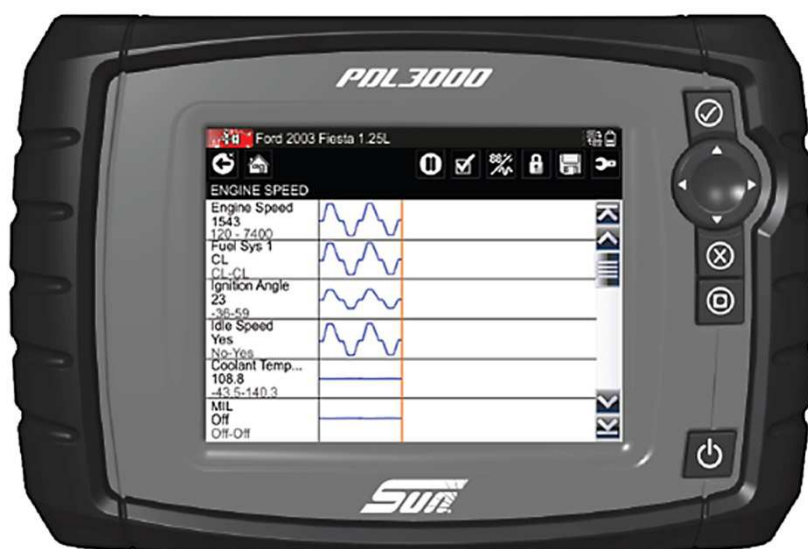 PDL3000
Ford 2003 Fiesta 1.25L
ENGINE SPEED
Engine Speed
1543
120 - 7400
Fuel Sys 1
CL
CL-CL
Ignition Angle
23
-36-59
Idle Speed
Yes
No-Yes
Coolant Temp...
108.8
-43.5-140.3
MIL
Off
Off-Off
Sun